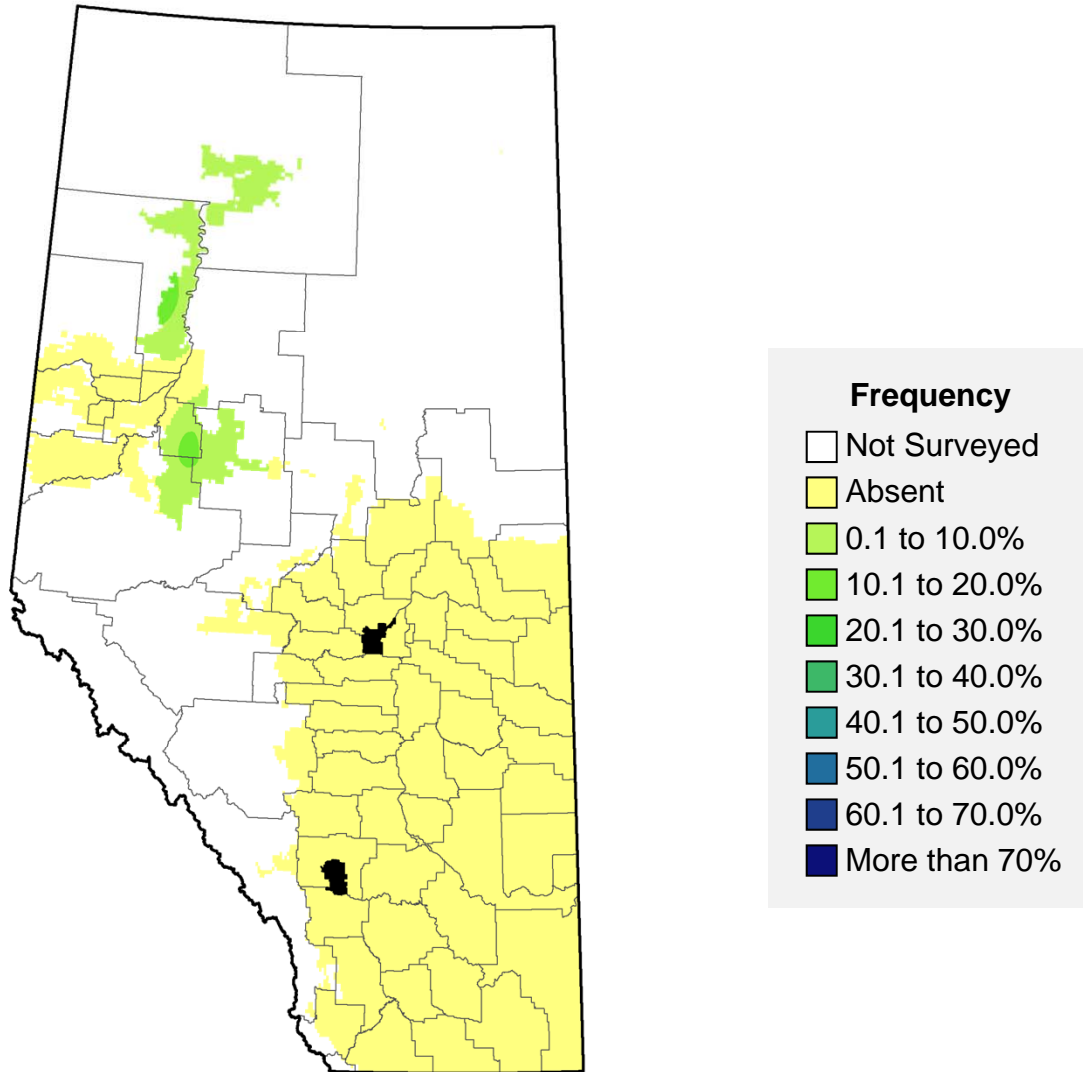 Frequency
Not Surveyed
Absent
0.1 to 10.0%
10.1 to 20.0%
20.1 to 30.0%
30.1 to 40.0%
40.1 to 50.0%
50.1 to 60.0%
60.1 to 70.0%
More than 70%